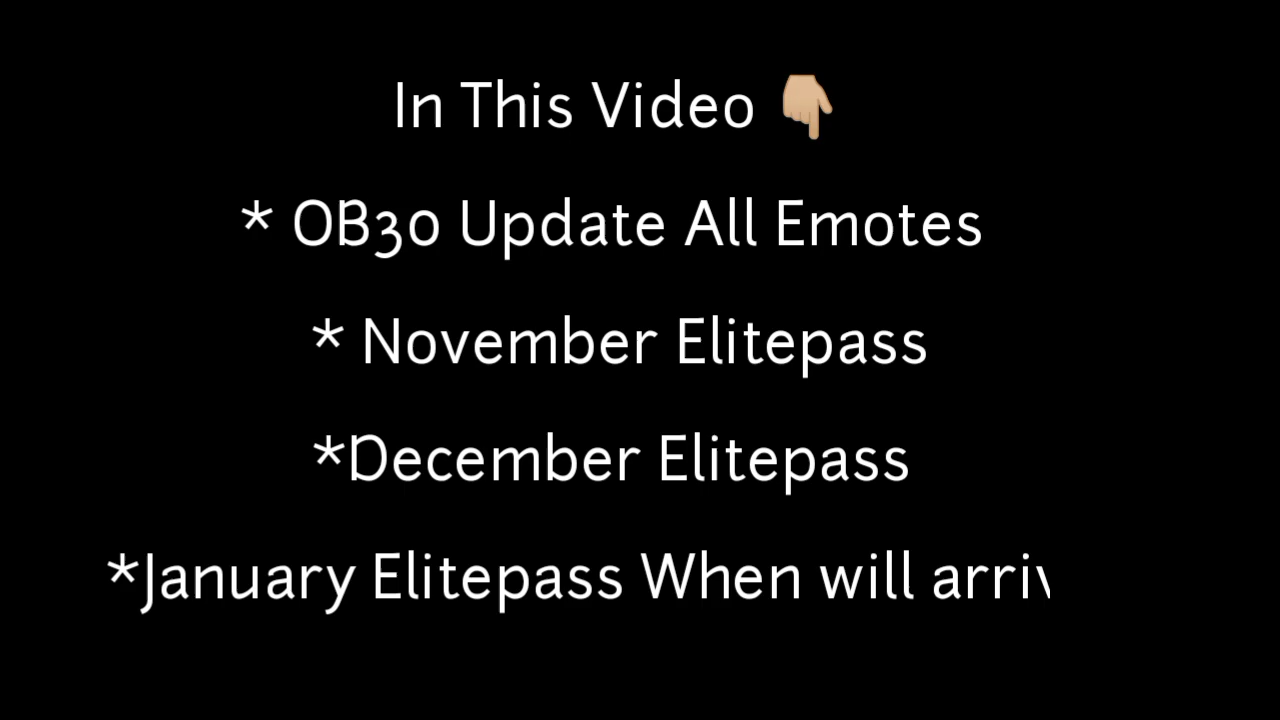 In This Video 👇🏼
* OB30 Update All Emotes
* November Elitepass
*December Elitepass
*January Elitepass When will arriv